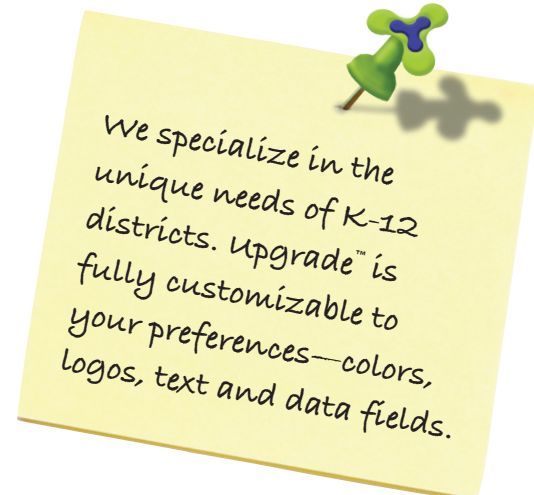 We specialize in the
unique needs of K-12
districts. Upgrade™ is
fully customizable to
your preferences—colors,
logos, text and data fields.